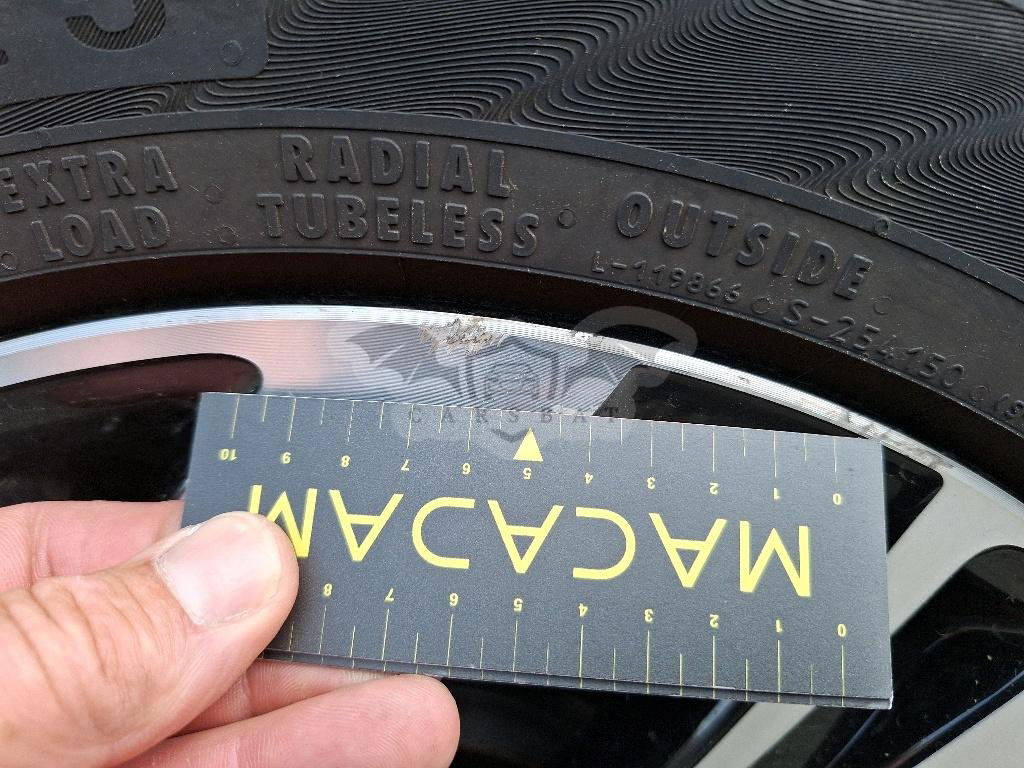 EXTRA
LOAD
RADIAL
TUBELESS
OUTSIDE
L-119866 S-2E4150
CARSBAT
10 9 8 7 6 5 4 3 2 1 0
MACADAM
8 7 6 5 4 3 2 1 0